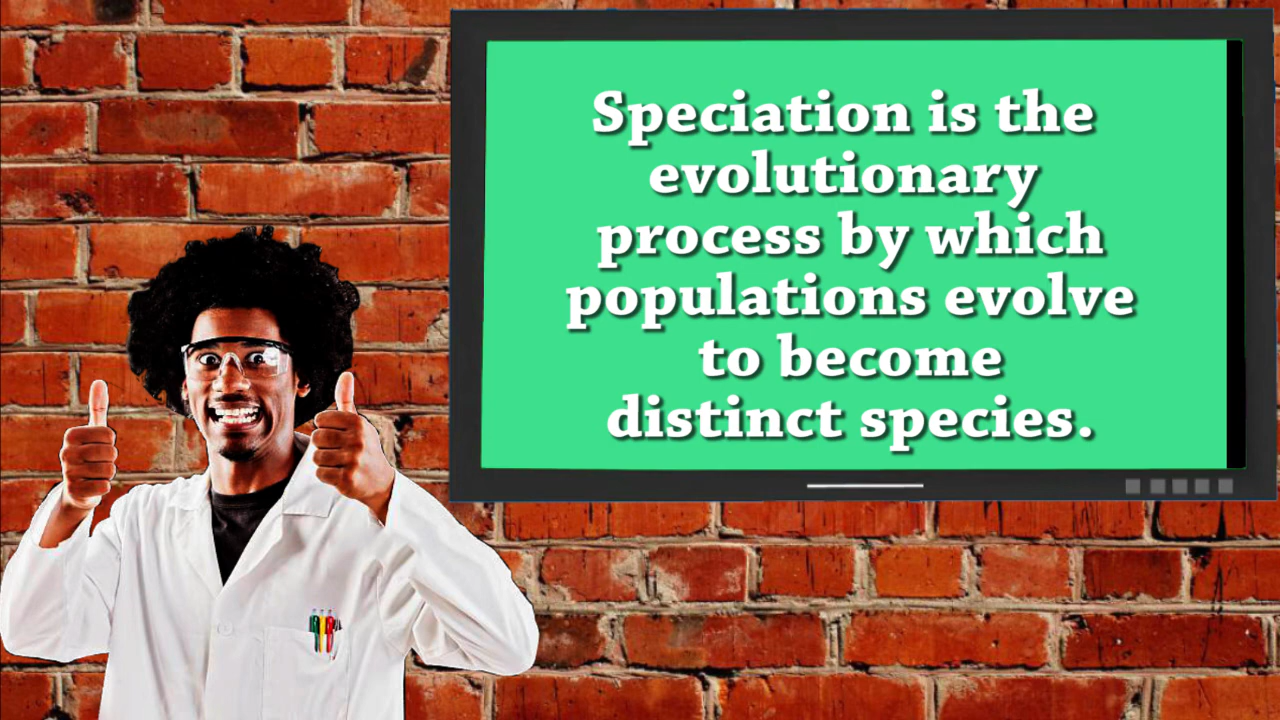 Speciation is the
evolutionary
process by which
populations evolve
to become
distinct species.